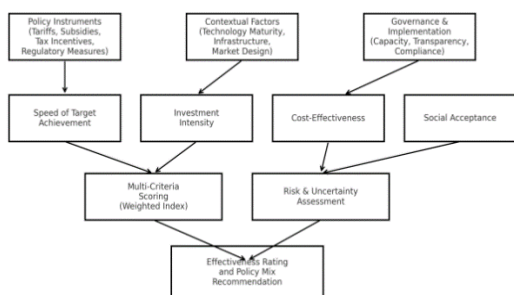 Policy Instruments
(Tariffs, Subsidies,
Tax Incentives,
Regulatory Measures)
Contextual Factors
(Technology Maturity,
Infrastructure,
Market Design)
Governance &
Implementation
(Capacity, Transparency,
Compliance)
Speed of Target
Achievement
Investment
Intensity
Cost-Effectiveness
Social Acceptance
Multi-Criteria
Scoring
(Weighted Index)
Risk & Uncertainty
Assessment
Effectiveness Rating
and Policy Mix
Recommendation